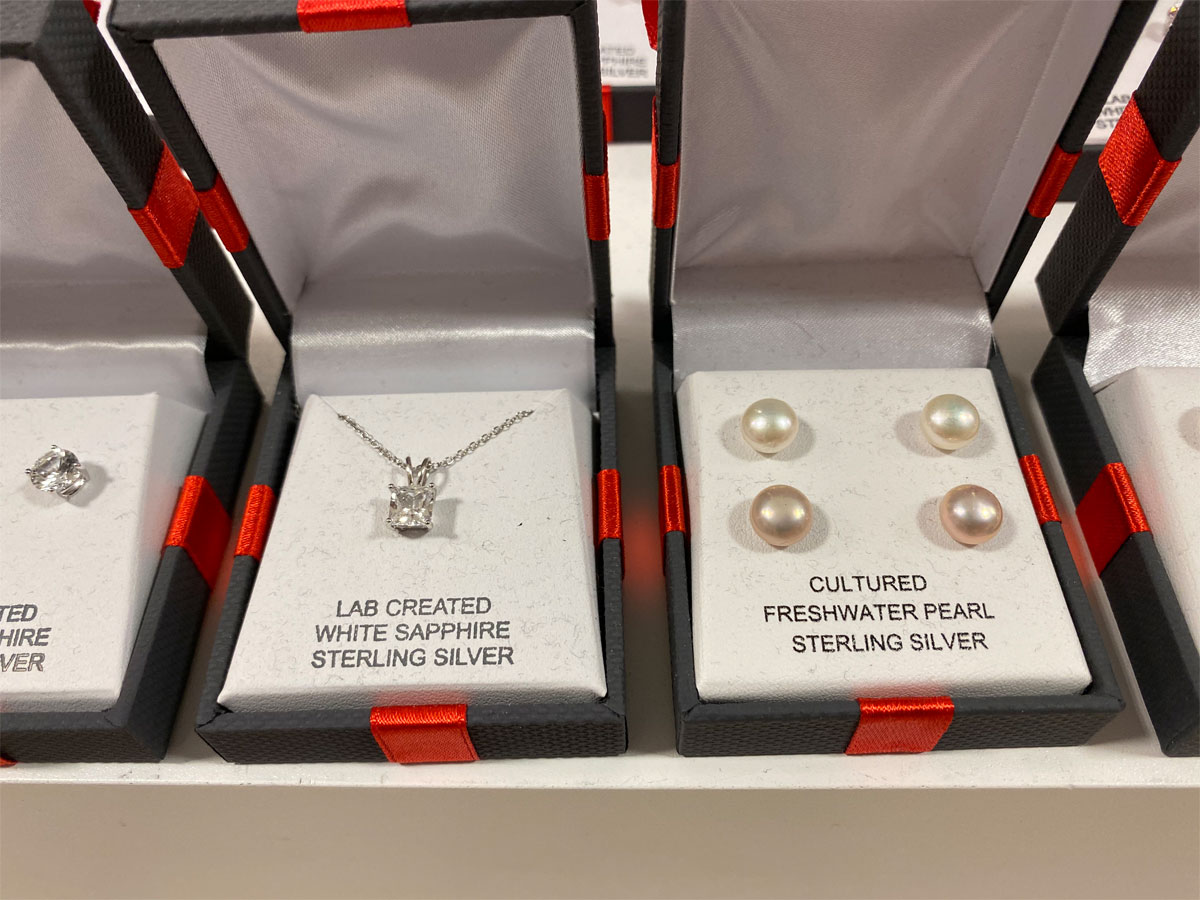 LAB CREATED
WHITE SAPPHIRE
STERLING SILVER
CULTURED
FRESHWATER PEARL
STERLING SILVER